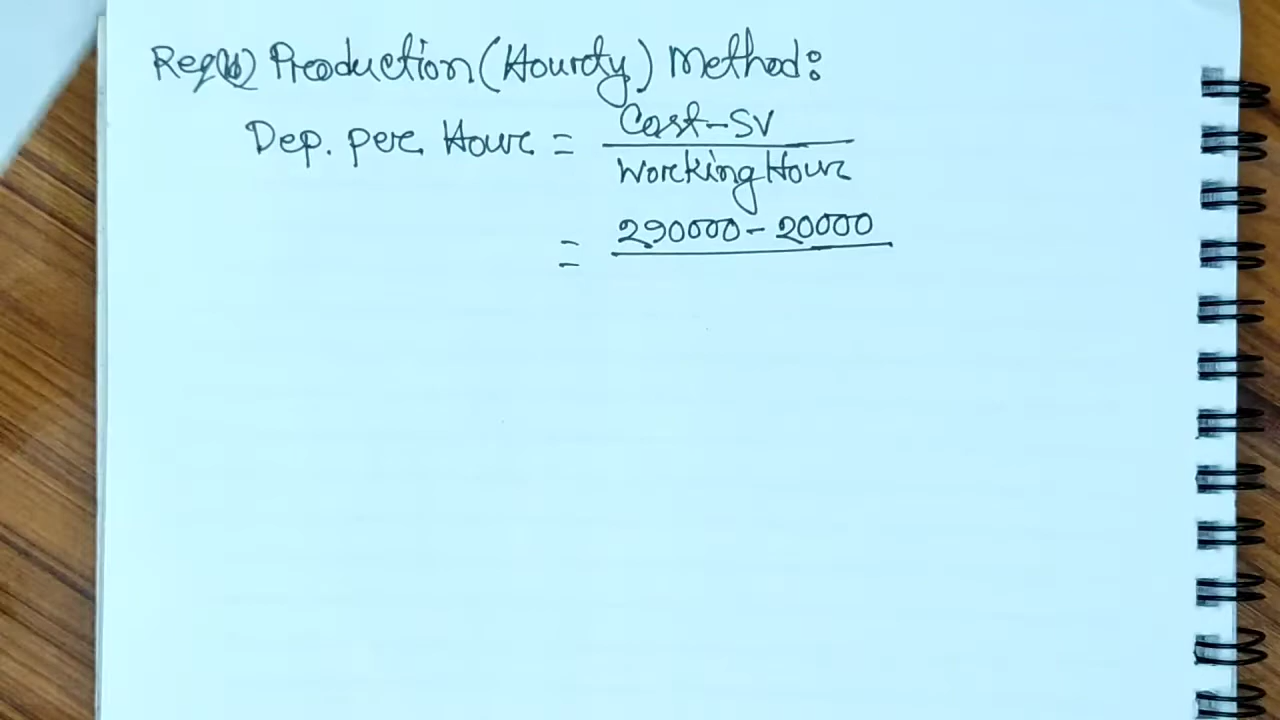 Req(b) Production (Hourly) Method:
Dep. per Hour = Cost-SV
Working Hour
= 290000 - 20000